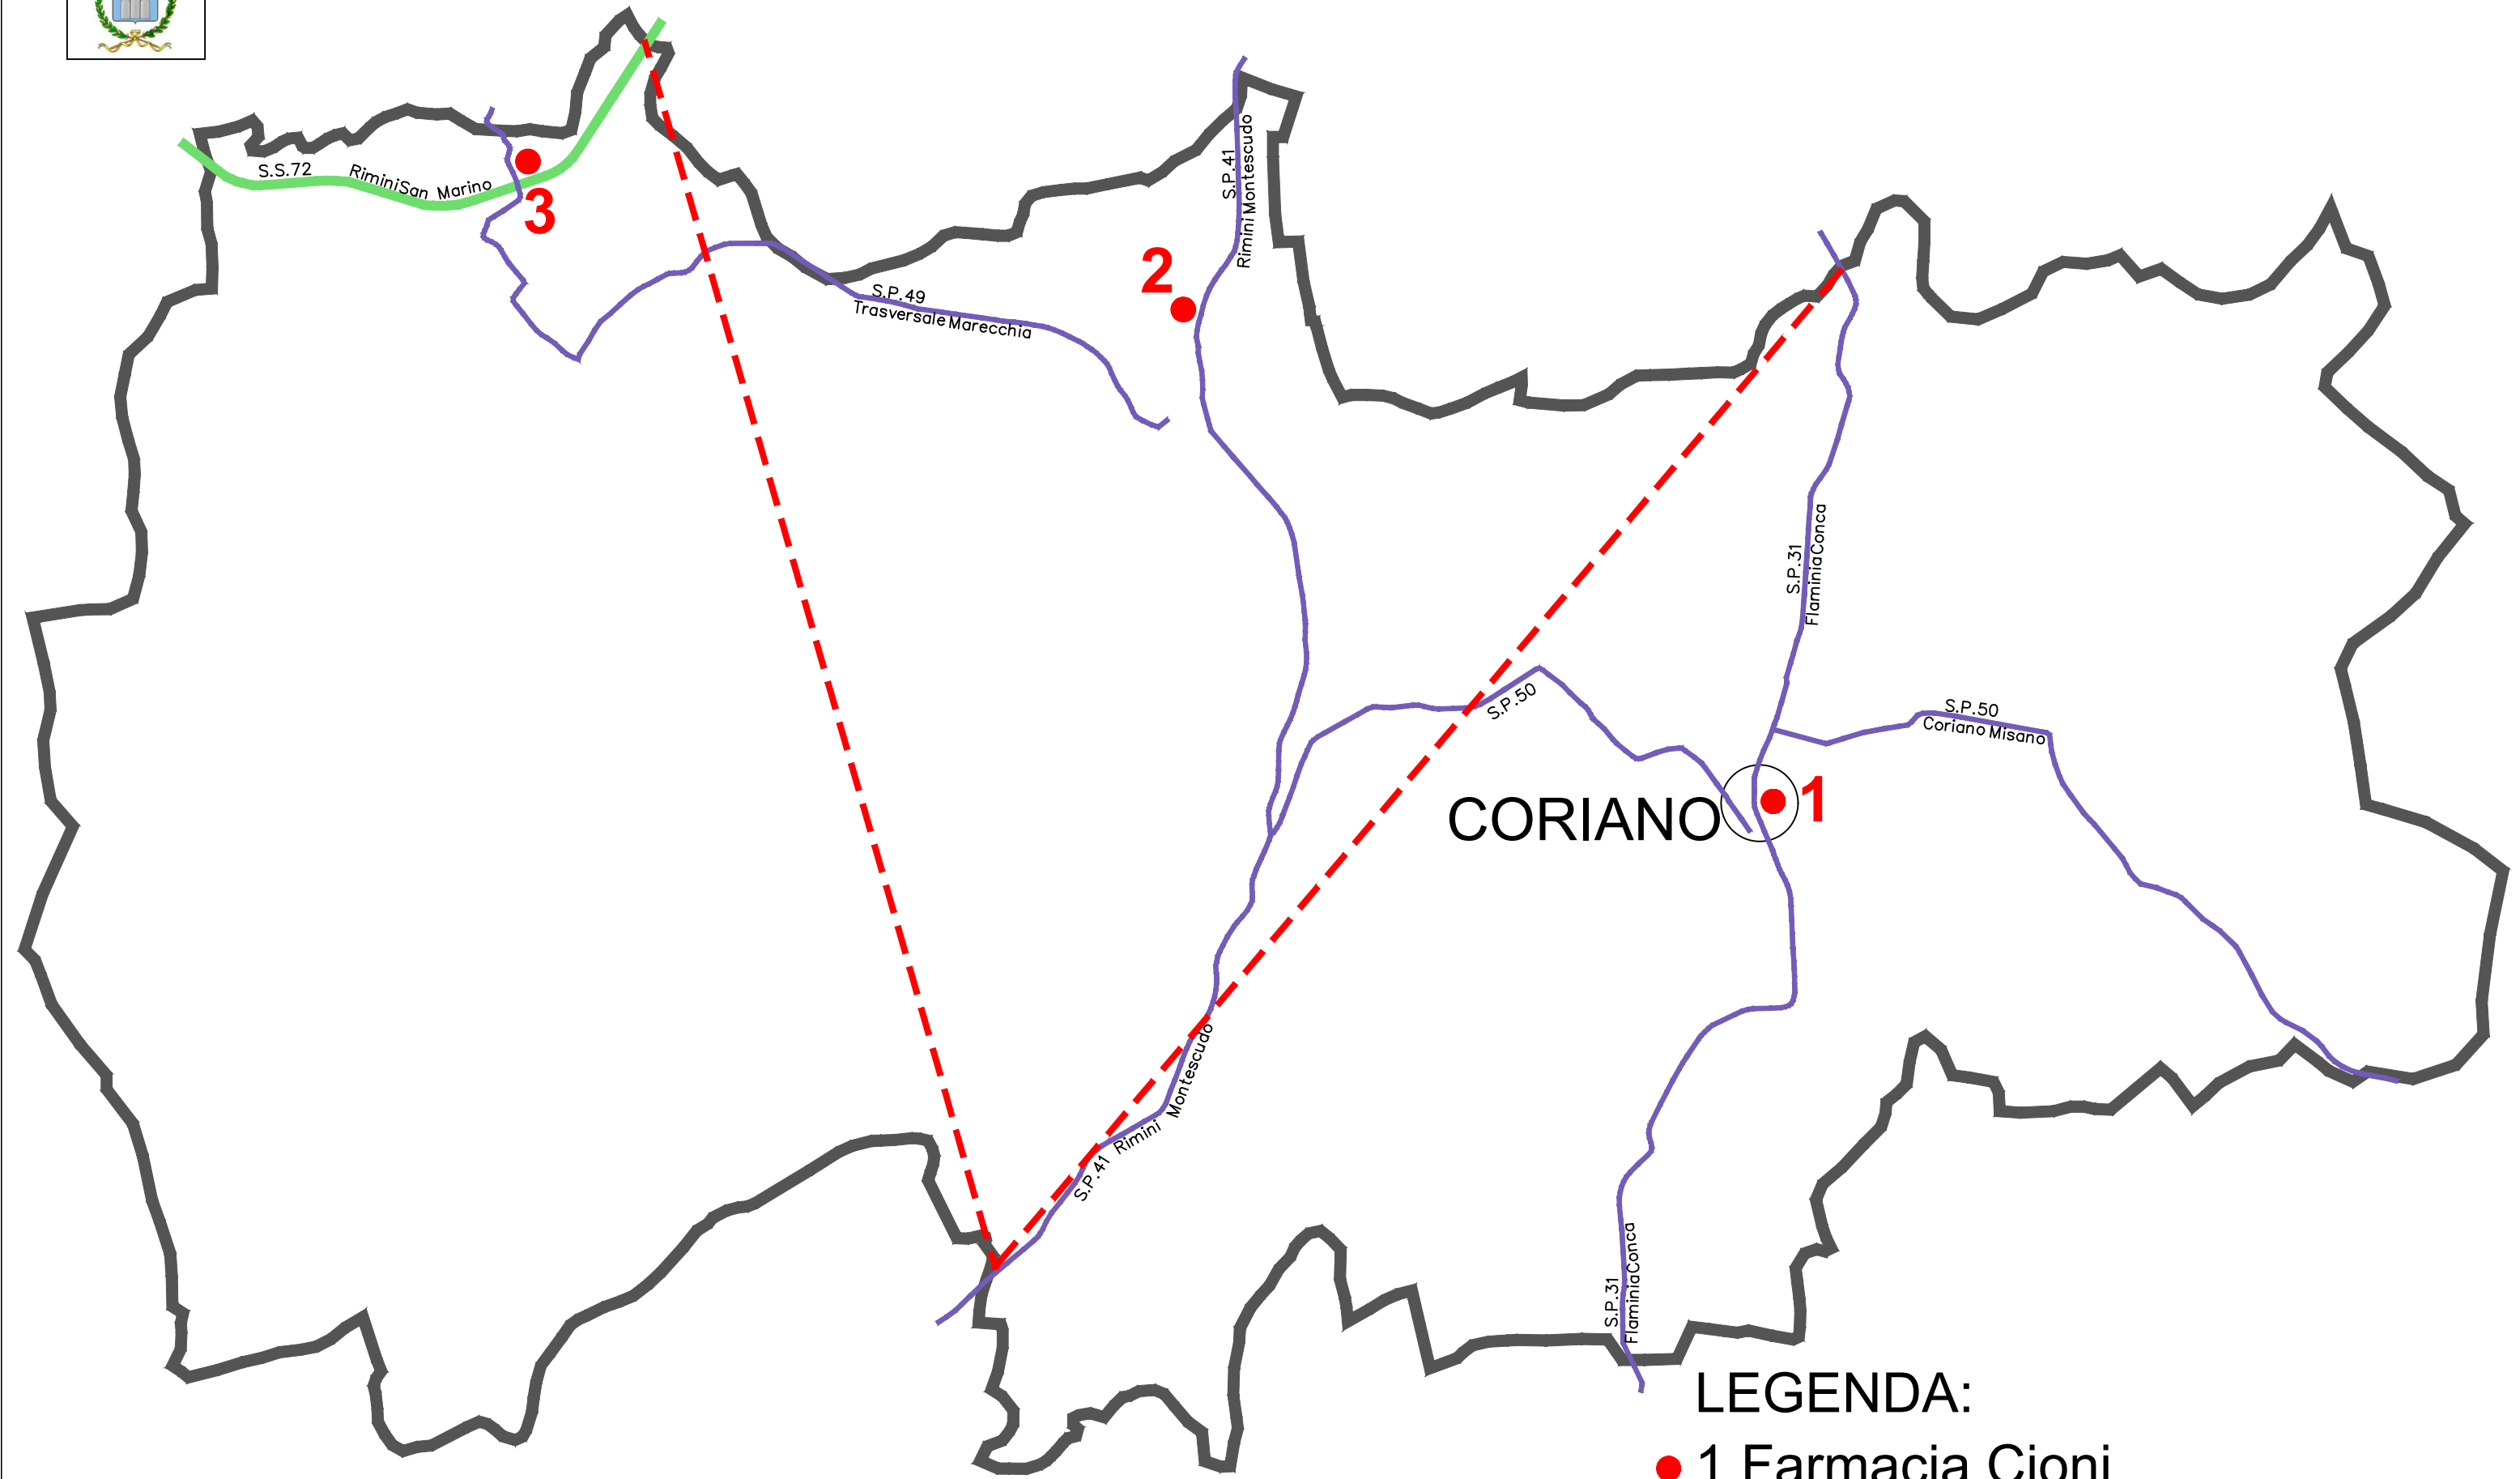 S.S.72
RiminiSan Marino
3
S.P.41
Rimini Montescudo
2
S.P.49
Trasversale Marecchia
S.P.31
FlaminiaConca
S.P.50
S.P.50
Coriano Misano
CORIANO
1
S.P.41 Rimini Montescudo
S.P.31
FlaminiaConca
LEGENDA:
1 Farmacia Cioni